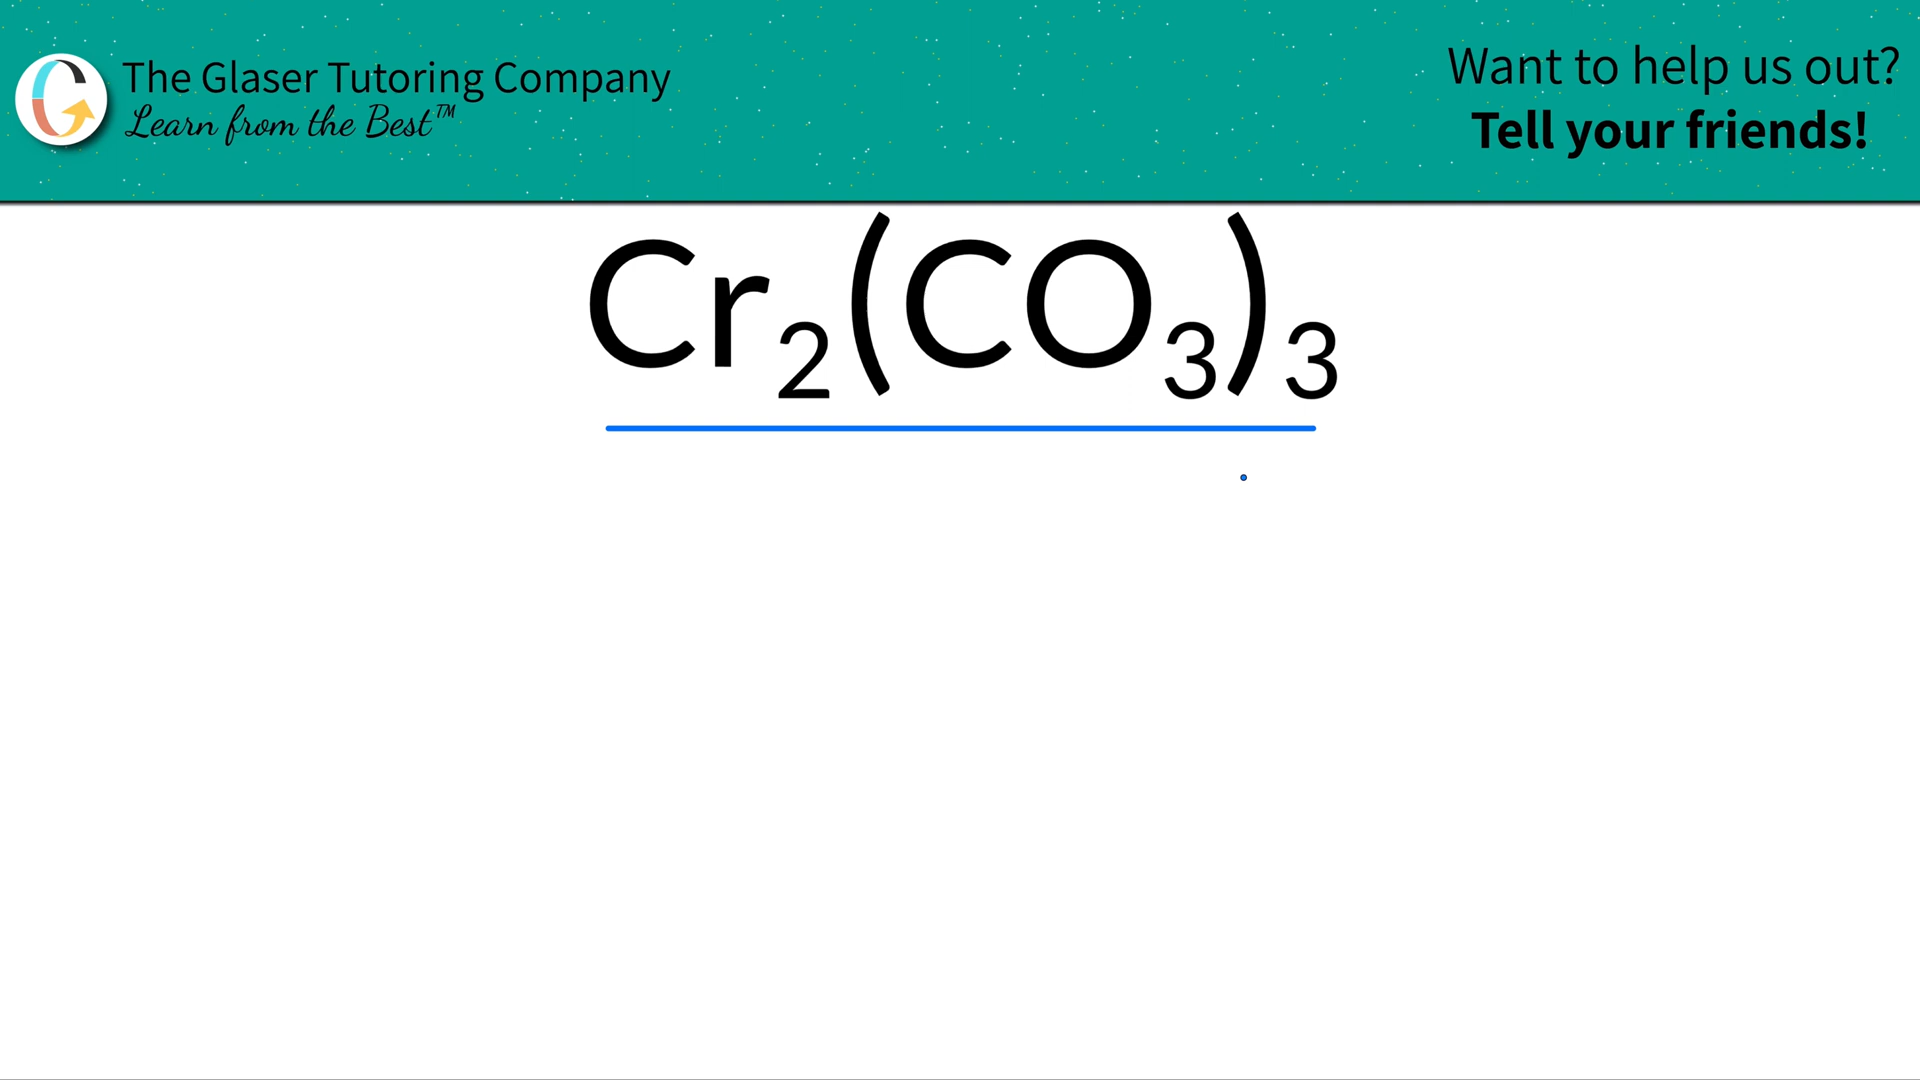 The Glaser Tutoring Company
Learn from the Best™
Want to help us out?
Tell your friends!
Cr₂(CO₃)₃